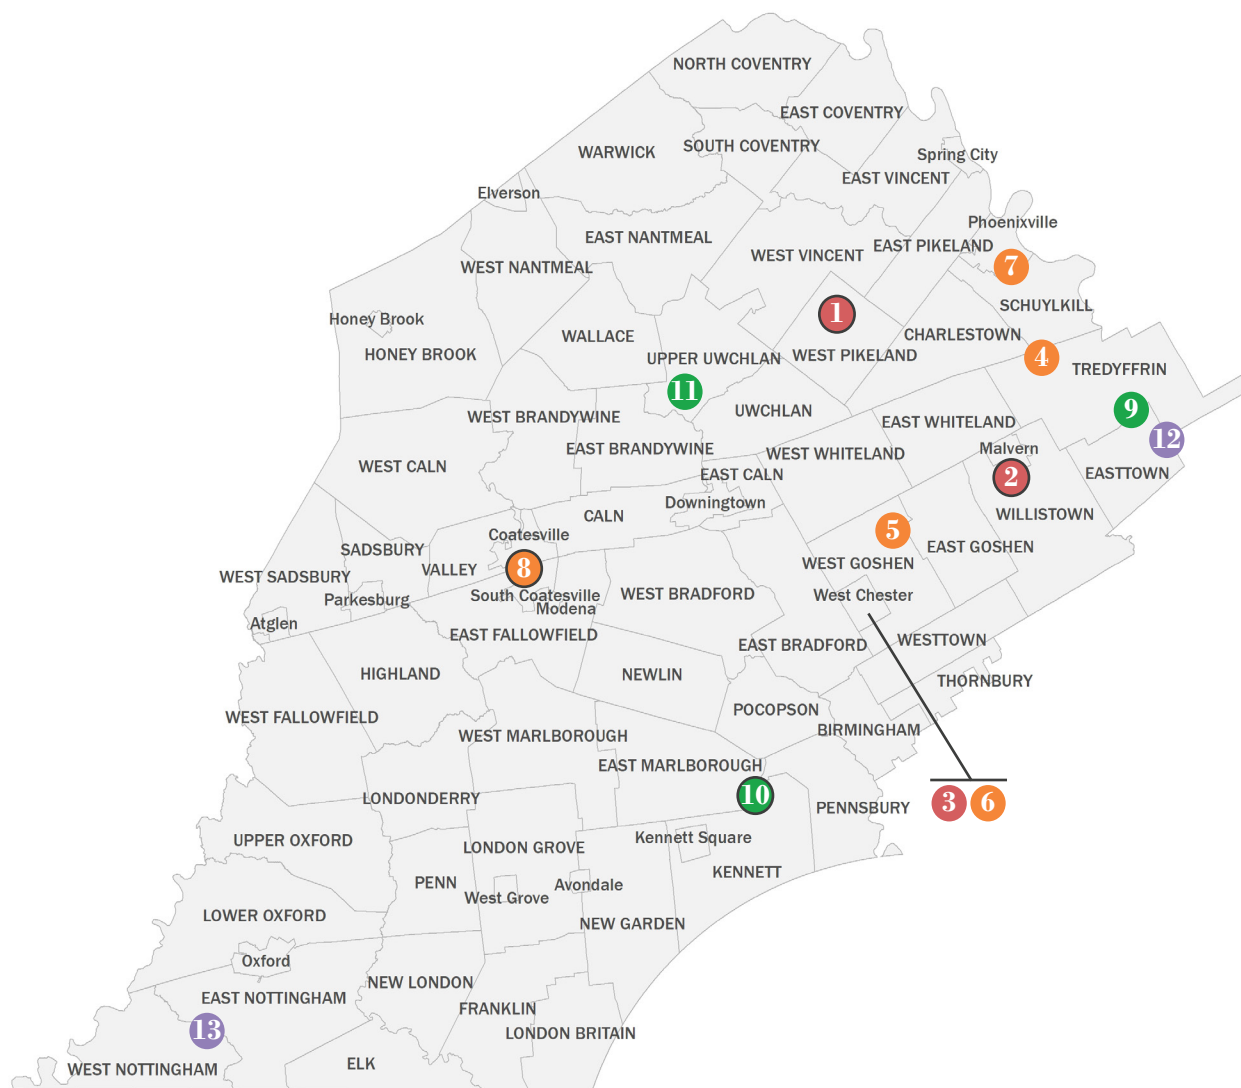 NORTH COVENTRY
EAST COVENTRY
SOUTH COVENTRY
WARWICK
Spring City
EAST VINCENT
Elverson
Phoenixville
EAST NANTMEAL
EAST PIKELAND
WEST VINCENT
WEST NANTMEAL
7
SCHUYLKILL
1
Honey Brook
WALLACE
CHARLESTOWN
HONEY BROOK
UPPER UWCHLAN
WEST PIKELAND
4
TREDYFFRIN
11
9
UWCHLAN
WEST BRANDYWINE
EAST WHITELAND
12
EAST BRANDYWINE
Malvern
WEST WHITELAND
WEST CALN
EAST CALN
EASTTOWN
2
Downingtown
CALN
WILLISTOWN
5
Coatesville
EAST GOSHEN
SADSBURY
WEST GOSHEN
VALLEY
8
WEST SADSBURY
South Coatesville
WEST BRADFORD
West Chester
Parkesburg
Modena
Atglen
EAST FALLOWFIELD
WESTTOWN
EAST BRADFORD
HIGHLAND
NEWLIN
THORNBURY
POCOPSON
WEST FALLOWFIELD
BIRMINGHAM
WEST MARLBOROUGH
EAST MARLBOROUGH
LONDONDERRY
10
PENNSBURY
3
6
UPPER OXFORD
Kennett Square
LONDON GROVE
KENNETT
PENN
Avondale
West Grove
LOWER OXFORD
NEW GARDEN
Oxford
NEW LONDON
EAST NOTTINGHAM
FRANKLIN
13
LONDON BRITAIN
ELK
WEST NOTTINGHAM